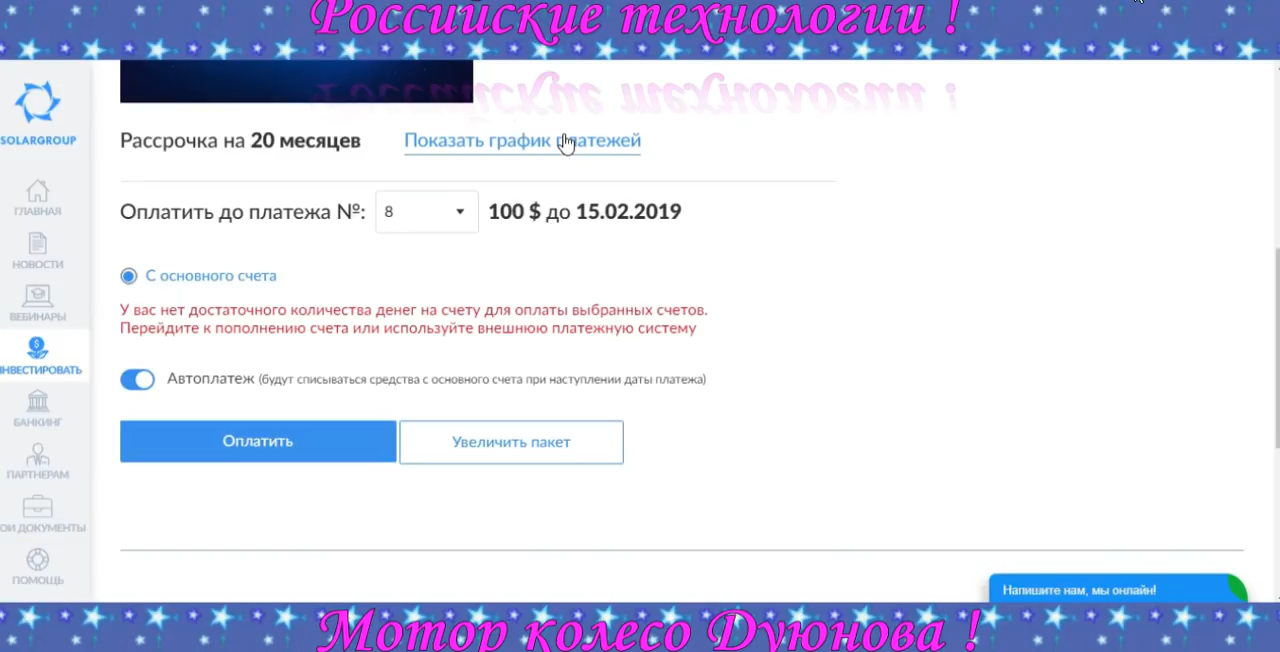 Российские технологии !
SOLARGROUP
ГЛАВНАЯ
НОВОСТИ
ВЕБИНАРЫ
ИНВЕСТИРОВАТЬ
БАНКИНГ
ПАРТНЕРАМ
ОИ ДОКУМЕНТЫ
ПОМОЩЬ
Рассрочка на 20 месяцев Показать график платежей
Оплатить до платежа №: 8 100 $ до 15.02.2019
С основного счета
У вас нет достаточного количества денег на счету для оплаты выбранных счетов.
Перейдите к пополнению счета или используйте внешнюю платежную систему
Автоплатеж (будут списываться средства с основного счета при наступлении даты платежа)
Оплатить Увеличить пакет
Напишите нам, мы онлайн!
Мотор колесо Дуюнова !